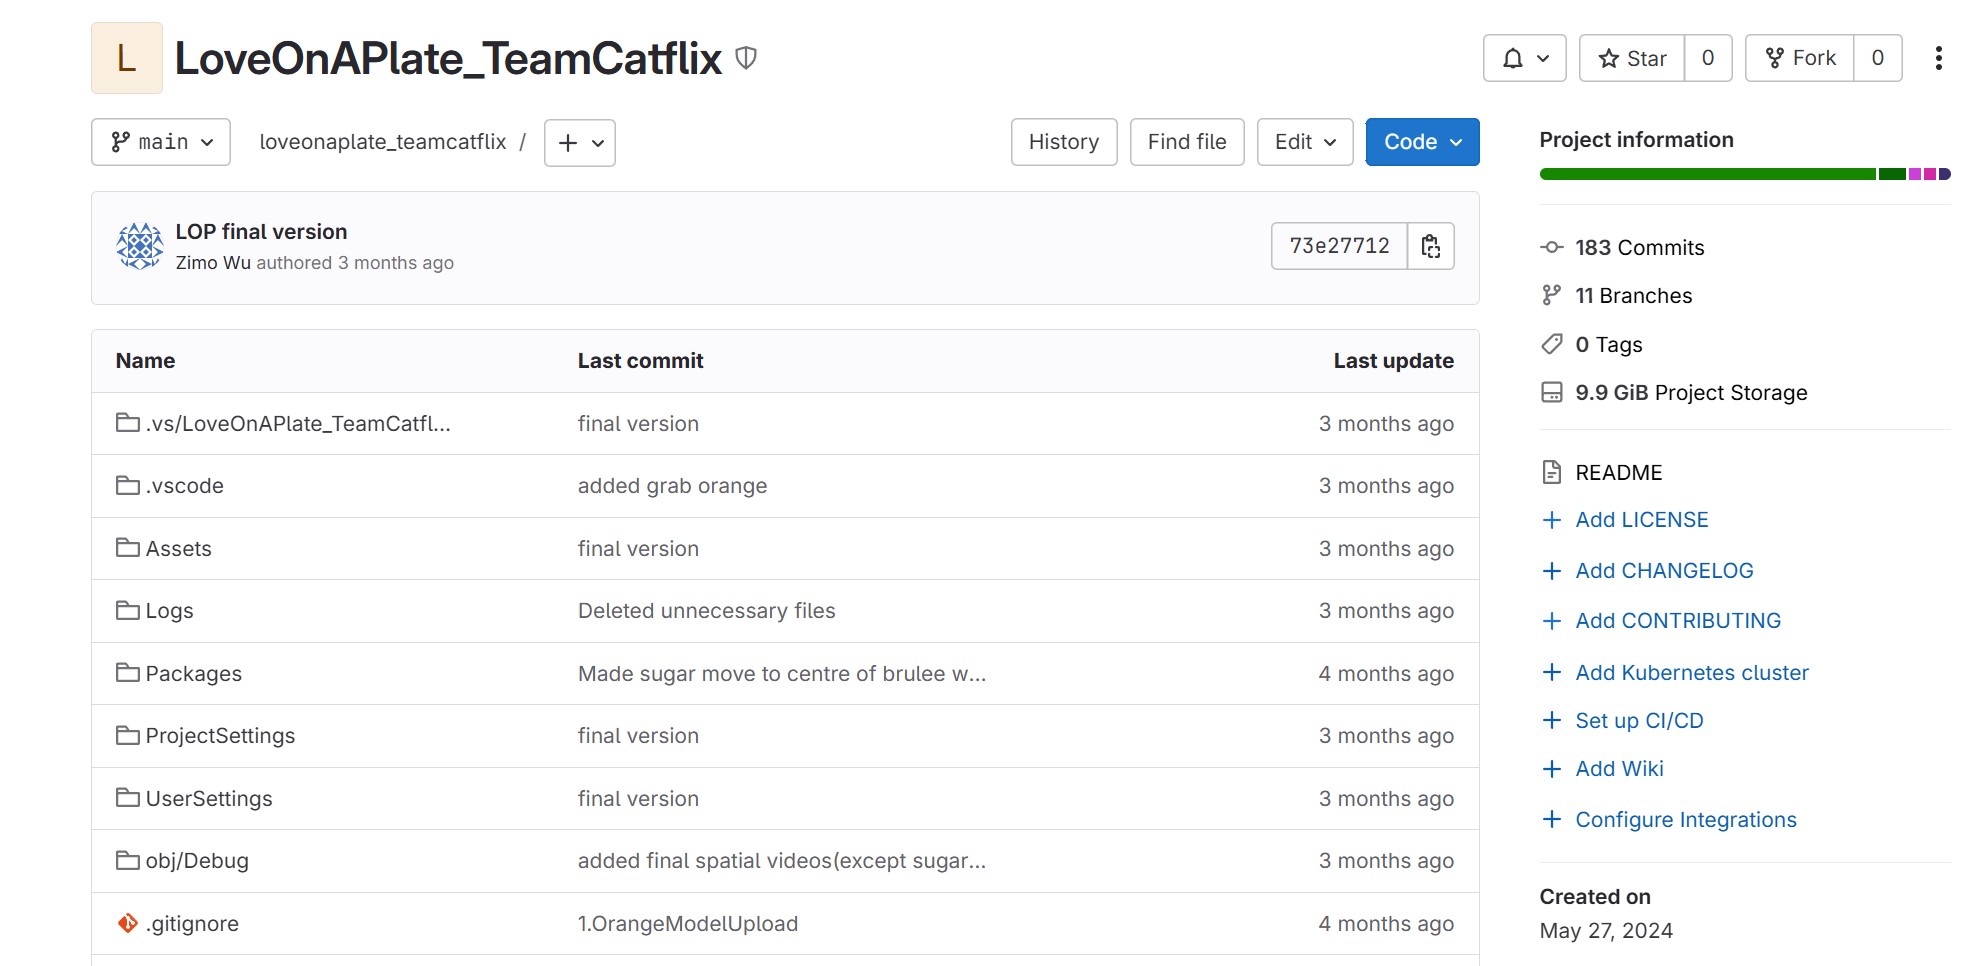 L
LoveOnAPlate_TeamCatflix
Star 0
Fork 0
main
loveonaplate_teamcatflix /
History
Find file
Edit
Code
LOP final version
Zimo Wu authored 3 months ago
73e27712
Name Last commit Last update
.vs/LoveOnAPlate_TeamCatfl... final version 3 months ago
.vscode added grab orange 3 months ago
Assets final version 3 months ago
Logs Deleted unnecessary files 3 months ago
Packages Made sugar move to centre of brulee w... 4 months ago
ProjectSettings final version 3 months ago
UserSettings final version 3 months ago
obj/Debug added final spatial videos(except sugar... 3 months ago
.gitignore 1.OrangeModelUpload 4 months ago
Project information
183 Commits
11 Branches
0 Tags
9.9 GiB Project Storage
README
Add LICENSE
Add CHANGELOG
Add CONTRIBUTING
Add Kubernetes cluster
Set up CI/CD
Add Wiki
Configure Integrations
Created on
May 27, 2024